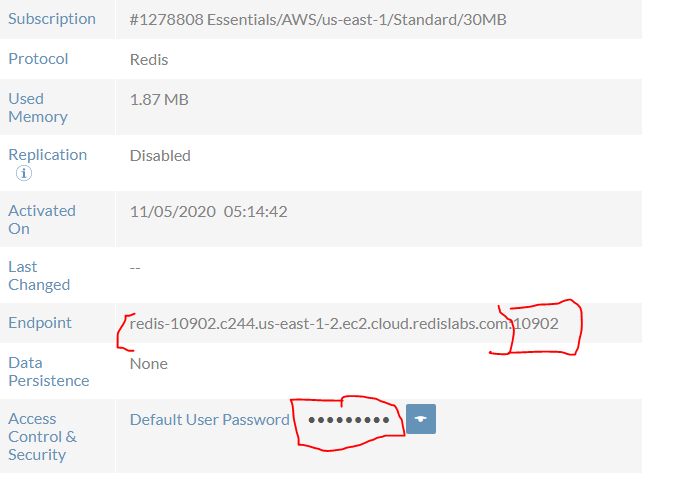 Subscription #1278808 Essentials/AWS/us-east-1/Standard/30MB
Protocol Redis
Used Memory 1.87 MB
Replication Disabled
Activated On 11/05/2020 05:14:42
Last Changed --
Endpoint redis-10902.c244.us-east-1-2.ec2.cloud.redislabs.com:10902
Data Persistence None
Access Control & Security Default User Password •••••••••